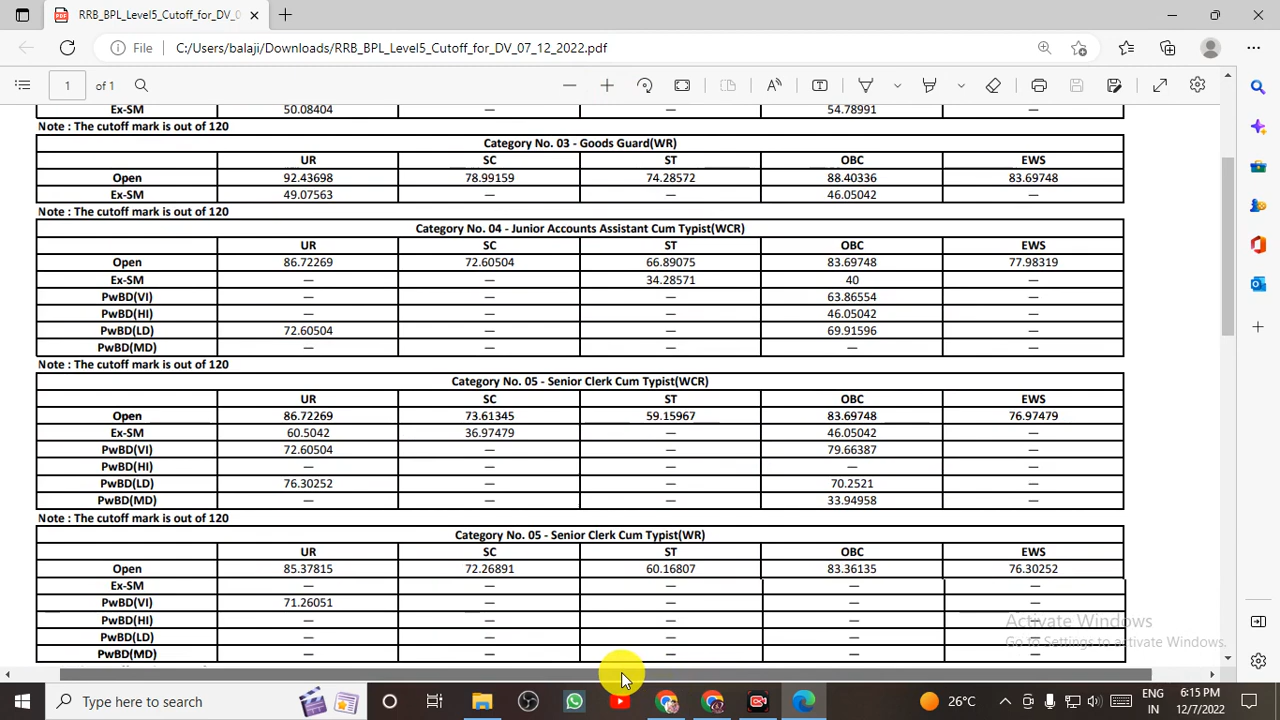 RRB_BPL_Level5_Cutoff_for_DV_0
File C:/Users/balaji/Downloads/RRB_BPL_Level5_Cutoff_for_DV_07_12_2022.pdf
1 of 1
Ex-SM 50.08404 — — 54.78991 —
Note : The cutoff mark is out of 120
Category No. 03 - Goods Guard(WR)
UR SC ST OBC EWS
Open 92.43698 78.99159 74.28572 88.40336 83.69748
Ex-SM 49.07563 — — 46.05042 —
Note : The cutoff mark is out of 120
Category No. 04 - Junior Accounts Assistant Cum Typist(WCR)
UR SC ST OBC EWS
Open 86.72269 72.60504 66.89075 83.69748 77.98319
Ex-SM — — 34.28571 40 —
PwBD(VI) — — — 63.86554 —
PwBD(HI) — — — 46.05042 —
PwBD(LD) 72.60504 — — 69.91596 —
PwBD(MD) — — — — —
Note : The cutoff mark is out of 120
Category No. 05 - Senior Clerk Cum Typist(WCR)
UR SC ST OBC EWS
Open 86.72269 73.61345 59.15967 83.69748 76.97479
Ex-SM 60.5042 36.97479 — 46.05042 —
PwBD(VI) 72.60504 — — 79.66387 —
PwBD(HI) — — — — —
PwBD(LD) 76.30252 — — 70.2521 —
PwBD(MD) — — — 33.94958 —
Note : The cutoff mark is out of 120
Category No. 05 - Senior Clerk Cum Typist(WR)
UR SC ST OBC EWS
Open 85.37815 72.26891 60.16807 83.36135 76.30252
Ex-SM — — — — —
PwBD(VI) 71.26051 — — — —
PwBD(HI) — — — — —
PwBD(LD) — — — — —
PwBD(MD) — — — — —
Activate Windows
Go to Settings to activate Windows.
Type here to search
26°C
ENG
IN
6:15 PM
12/7/2022